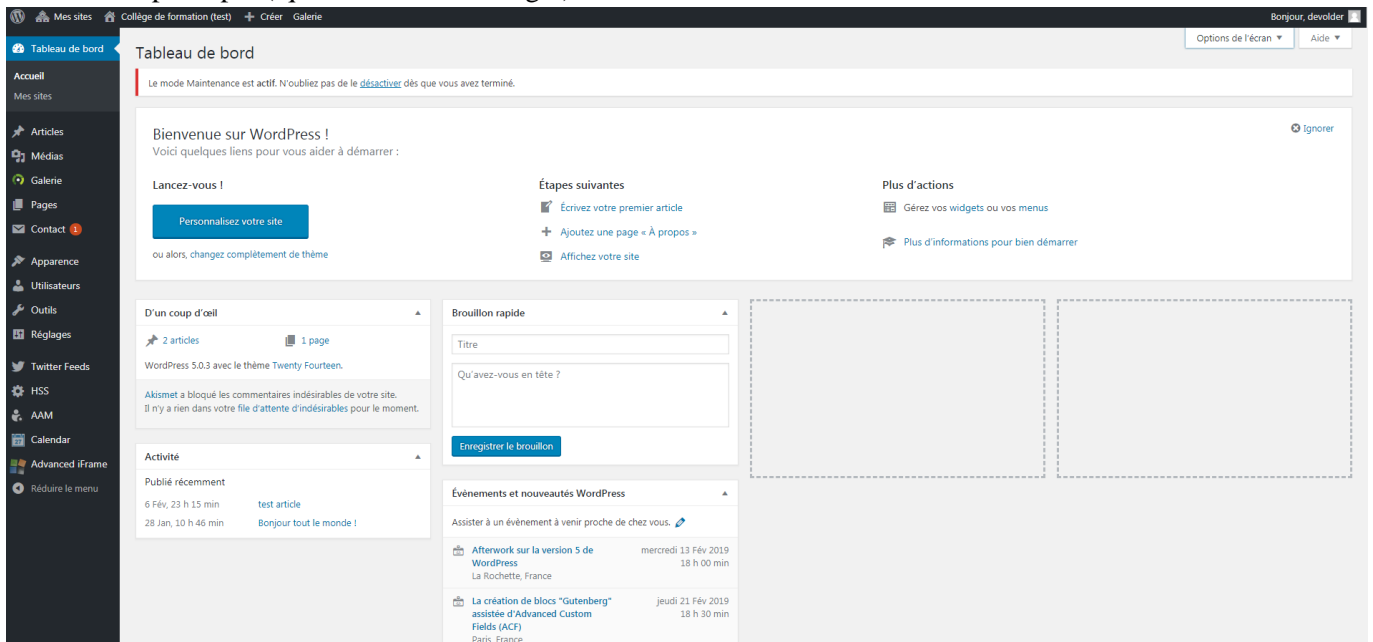 Mes sites Collège de formation (test) Créer Galerie Bonjour, devolder
Tableau de bord
Accueil
Mes sites
Articles
Médias
Galerie
Pages
Contact 1
Apparence
Utilisateurs
Outils
Réglages
Twitter Feeds
HSS
AAM
Calendar
Advanced iFrame
Réduire le menu
Options de l'écran ▼ Aide ▼
Tableau de bord
Le mode Maintenance est actif. N'oubliez pas de le désactiver dès que vous avez terminé.
Bienvenue sur WordPress !
Ignorer
Voici quelques liens pour vous aider à démarrer :
Lancez-vous !
Personnalisez votre site
ou alors, changez complètement de thème
Étapes suivantes
Écrivez votre premier article
Ajoutez une page « À propos »
Affichez votre site
Plus d'actions
Gérez vos widgets ou vos menus
Plus d'informations pour bien démarrer
D'un coup d'œil
2 articles 1 page
WordPress 5.0.3 avec le thème Twenty Fourteen.
Akismet a bloqué les commentaires indésirables de votre site.
Il n'y a rien dans votre file d'attente d'indésirables pour le moment.
Activité
Publié récemment
6 Fév, 23 h 15 min test article
28 Jan, 10 h 46 min Bonjour tout le monde !
Brouillon rapide
Titre
Qu'avez-vous en tête ?
Enregistrer le brouillon
Évènements et nouveautés WordPress
Assister à un évènement à venir proche de chez vous.
Afterwork sur la version 5 de mercredi 13 Fév 2019
WordPress 18 h 00 min
La Rochette, France
La création de blocs "Gutenberg" jeudi 21 Fév 2019
assistée d'Advanced Custom 18 h 30 min
Fields (ACF)
Paris, France